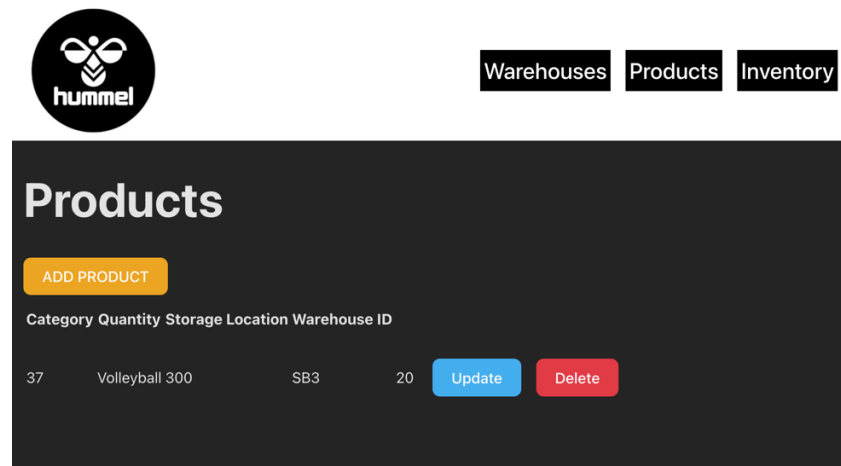 hummel
Warehouses Products Inventory
Products
ADD PRODUCT
Category Quantity Storage Location Warehouse ID
37 Volleyball 300 SB3 20 Update Delete